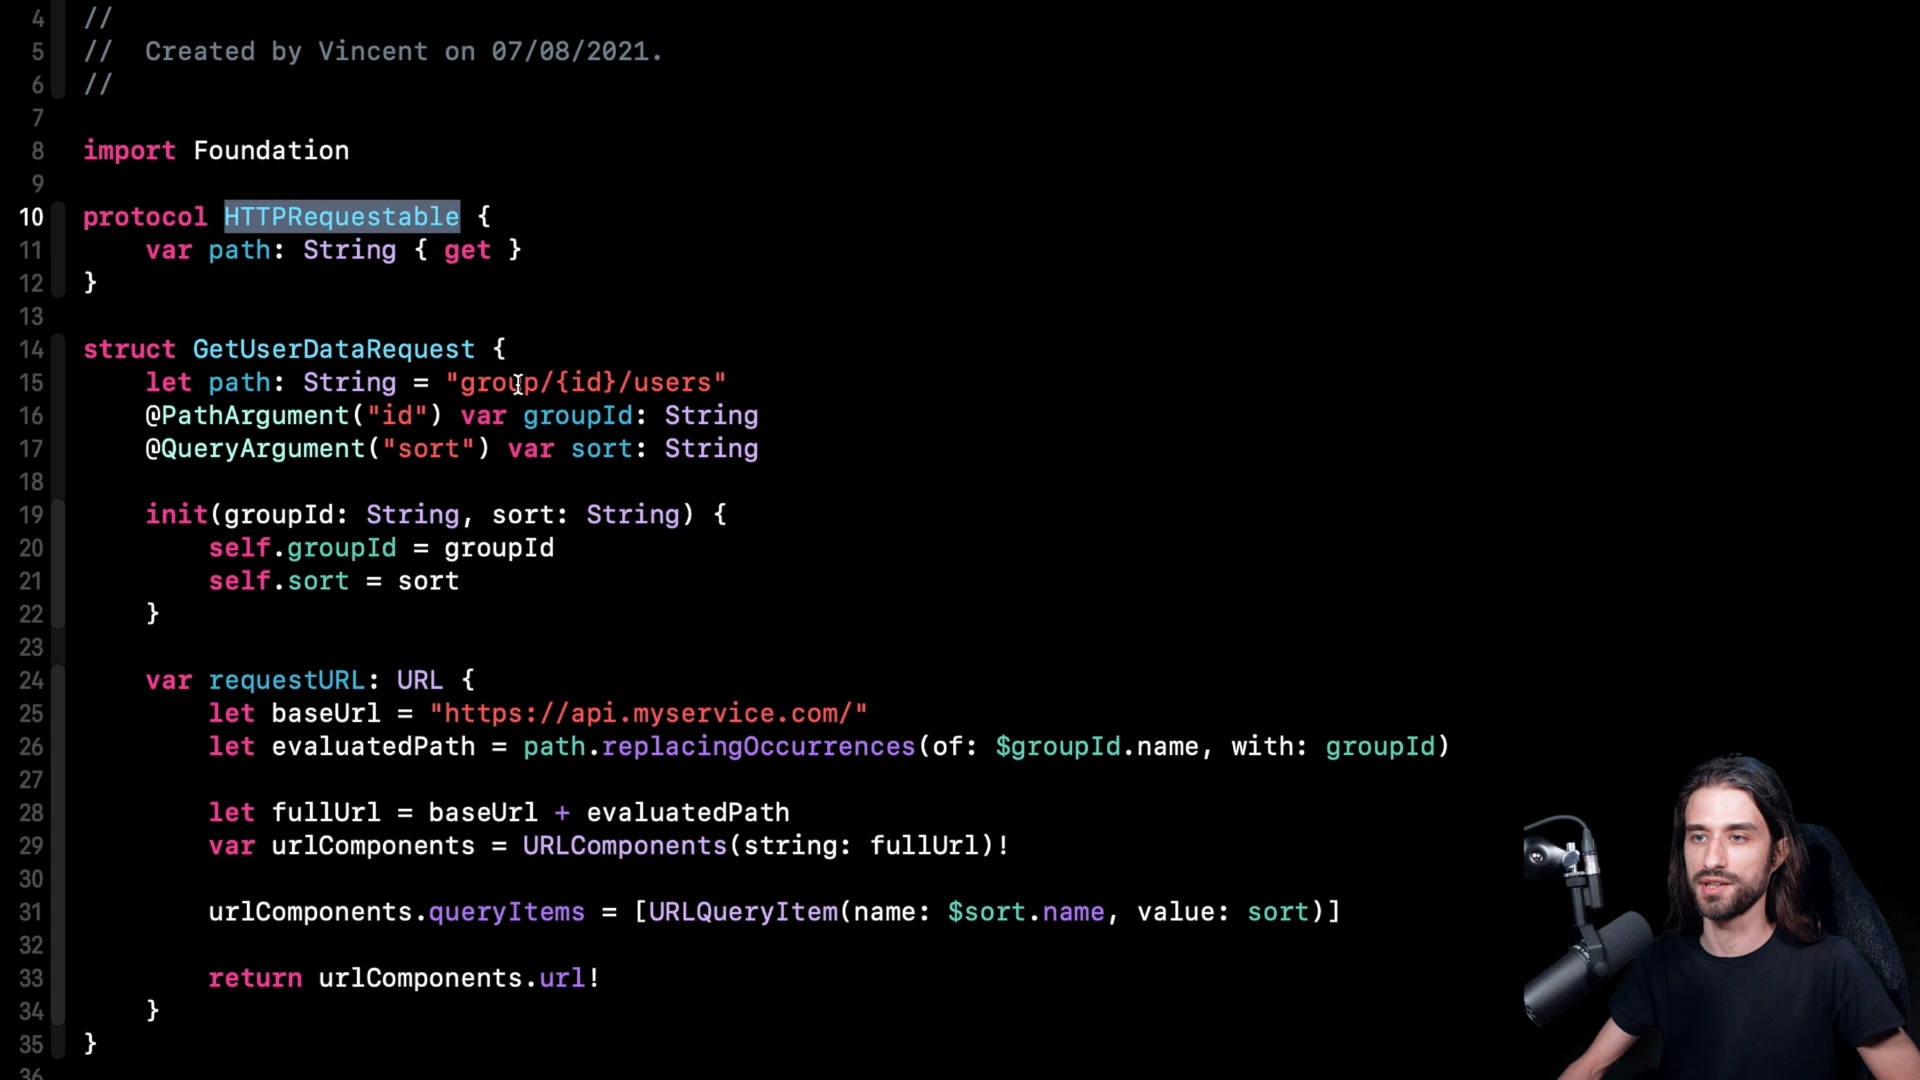 4 //
5 //  Created by Vincent on 07/08/2021.
6 //
7
8 import Foundation
9
10 protocol HTTPRequestable {
11     var path: String { get }
12 }
13
14 struct GetUserDataRequest {
15     let path: String = "group/{id}/users"
16     @PathArgument("id") var groupId: String
17     @QueryArgument("sort") var sort: String
18
19     init(groupId: String, sort: String) {
20         self.groupId = groupId
21         self.sort = sort
22     }
23
24     var requestURL: URL {
25         let baseUrl = "https://api.myservice.com/"
26         let evaluatedPath = path.replacingOccurrences(of: $groupId.name, with: groupId)
27
28         let fullUrl = baseUrl + evaluatedPath
29         var urlComponents = URLComponents(string: fullUrl)!
30
31         urlComponents.queryItems = [URLQueryItem(name: $sort.name, value: sort)]
32
33         return urlComponents.url!
34     }
35 }
36